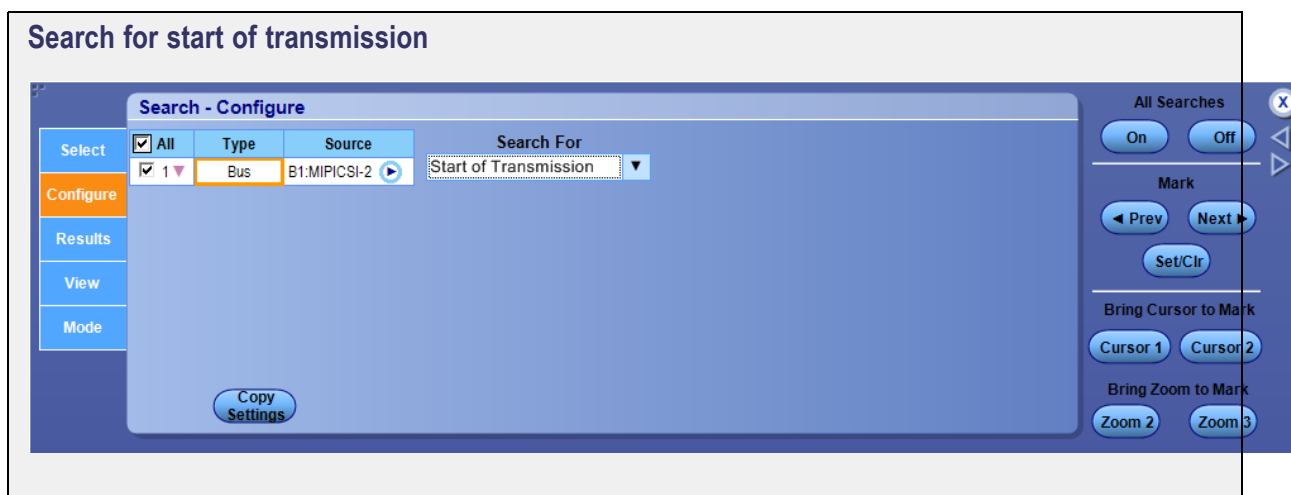 Search for start of transmission
Search - Configure
Select
Configure
Results
View
Mode
All Type Source
1 Bus B1:MIPICSI-2
Search For
Start of Transmission
Copy
Settings
All Searches
On Off
X
Mark
Prev Next
Set/Clr
Bring Cursor to Mark
Cursor 1 Cursor 2
Bring Zoom to Mark
Zoom 2 Zoom 3